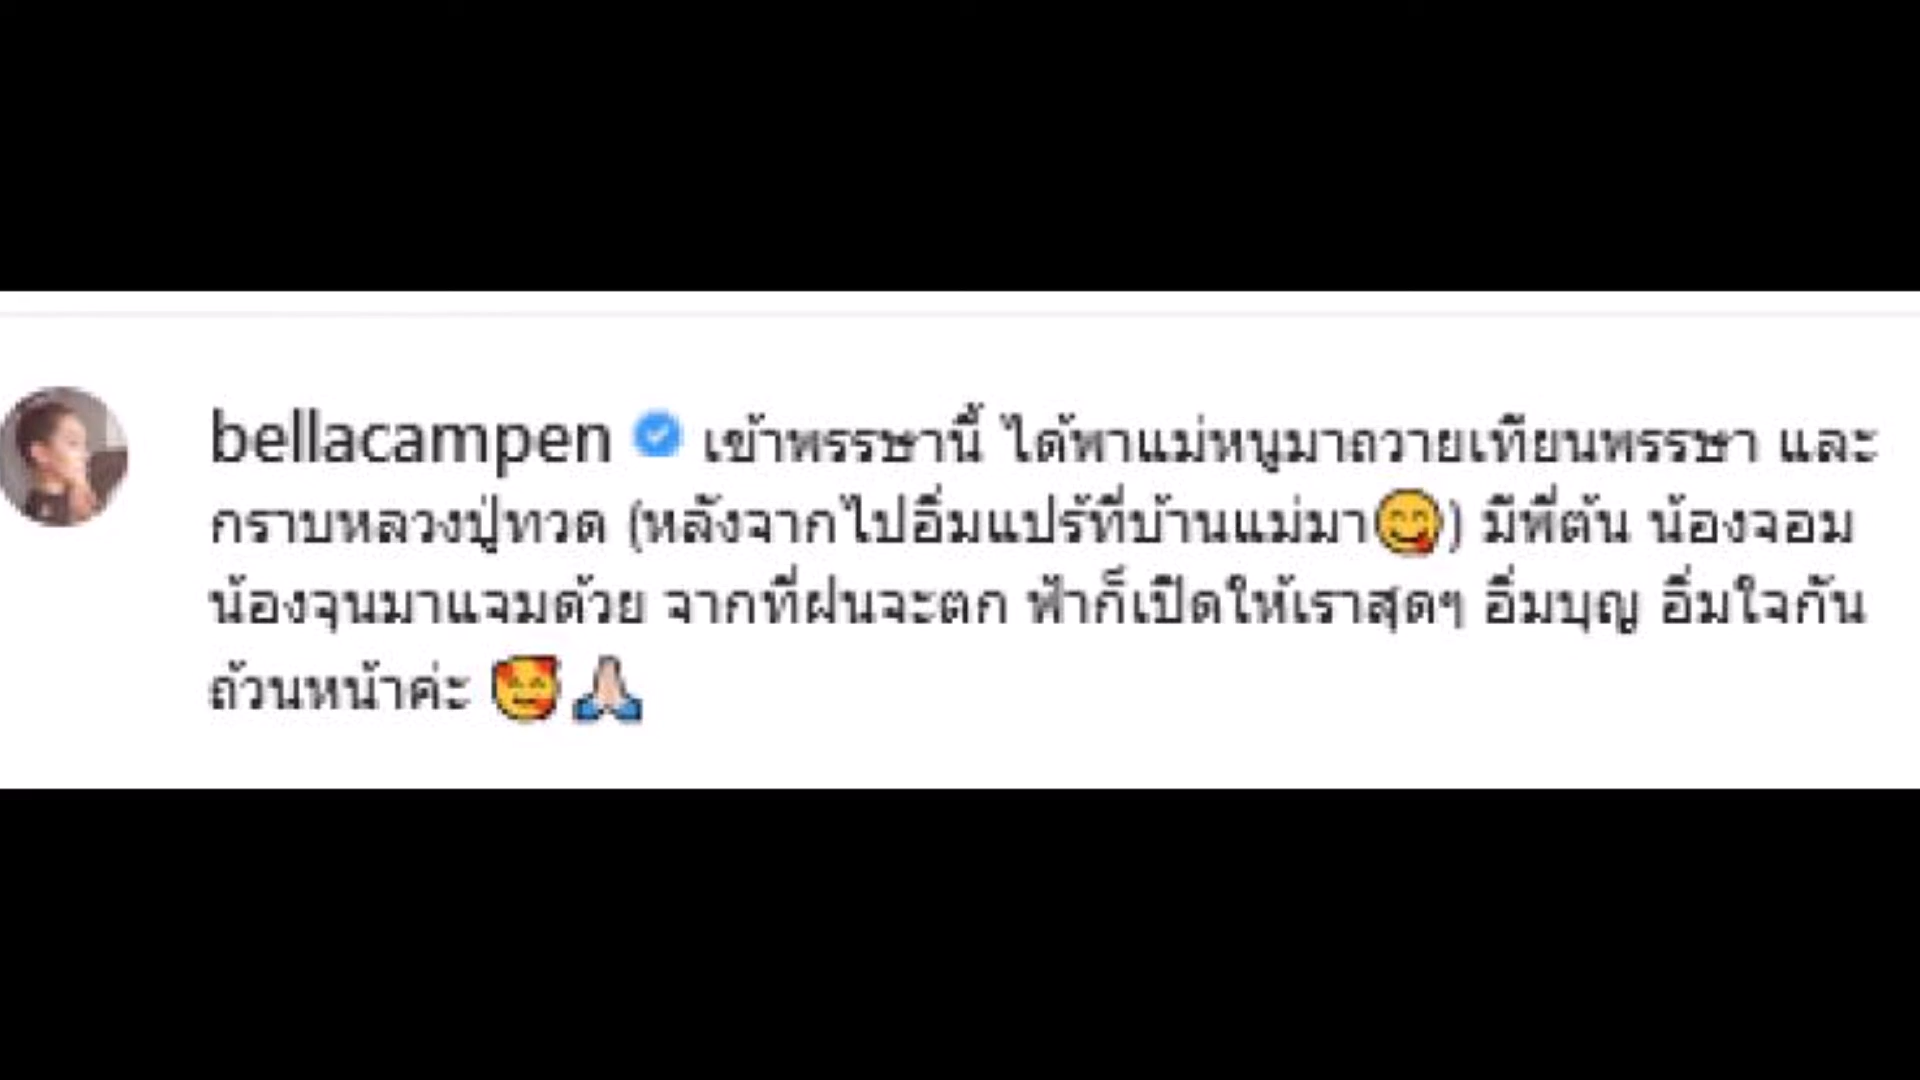 bellacampen เข้าพรรษานี้ ได้พาแม่หนูมาถวายเทียนพรรษา และ
กราบหลวงปู่ทวด (หลังจากไปอิ่มแปร้ที่บ้านแม่มา😋) มีพี่ต้น น้องจอม
น้องจุนมาแจมด้วย จากที่ฝนจะตก ฟ้าก็เปิดให้เราสุดๆ อิ่มบุญ อิ่มใจกัน
ถ้วนหน้าค่ะ 🥰🙏🏻